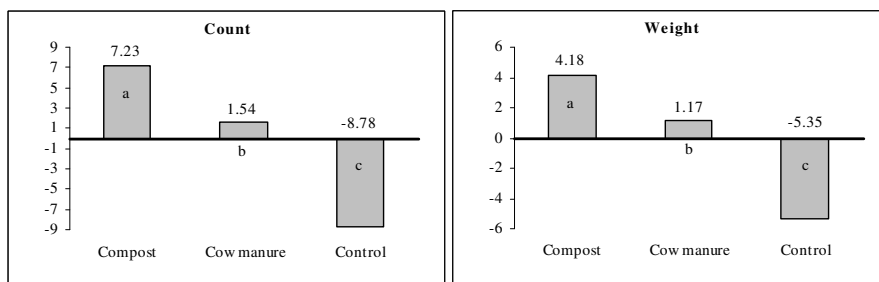 Count
9
7
5
3
1
-1
-3
-5
-7
-9
7.23
1.54
-8.78
a
b
c
Compost
Cow manure
Control
Weight
6
4
2
0
-2
-4
-6
4.18
1.17
-5.35
a
b
c
Compost
Cow manure
Control